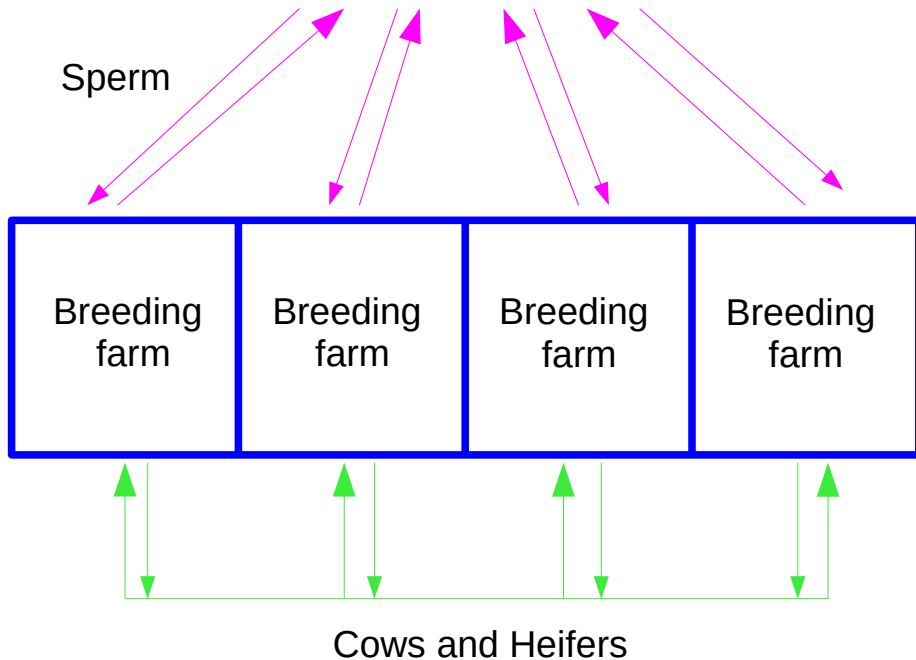 Sperm
Breeding
farm
Breeding
farm
Breeding
farm
Breeding
farm
Cows and Heifers